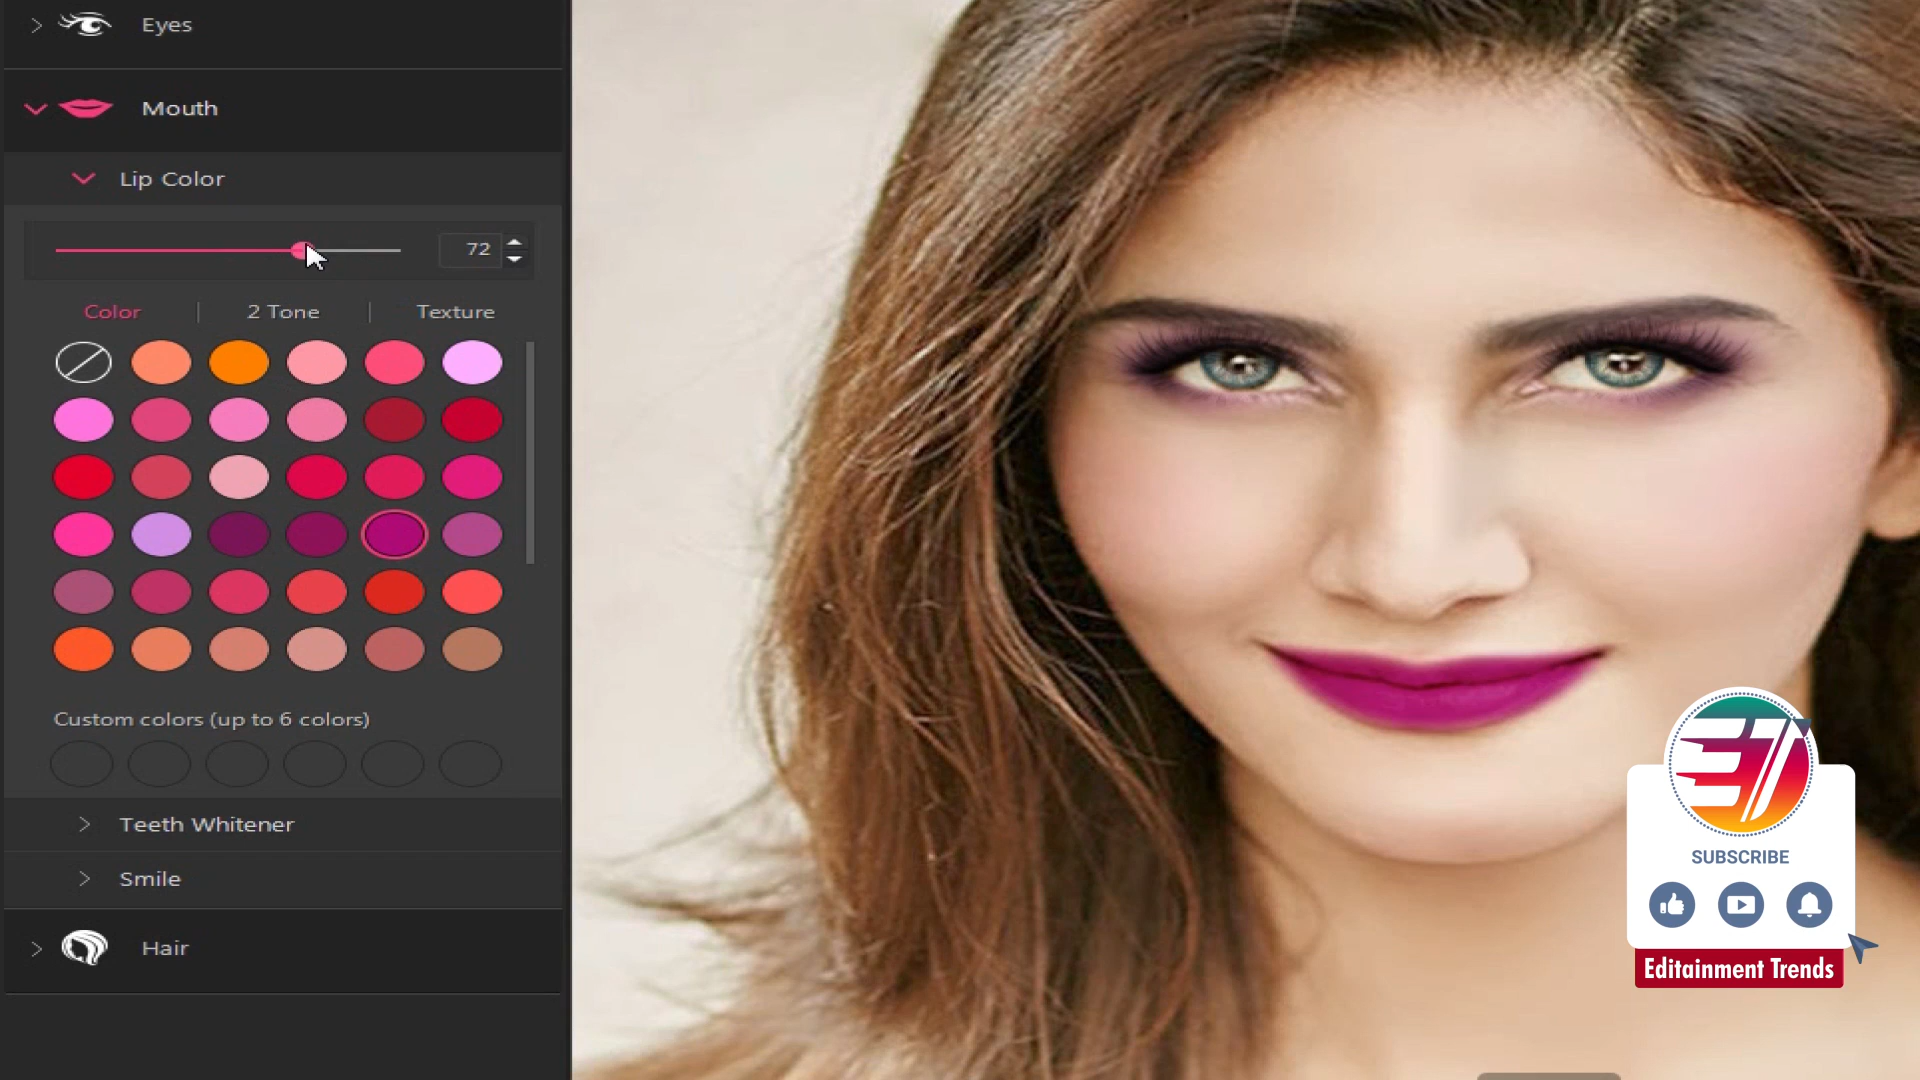 Eyes
Mouth
Lip Color
72
Color | 2 Tone | Texture
Custom colors (up to 6 colors)
Teeth Whitener
Smile
Hair
ET
SUBSCRIBE
Editainment Trends